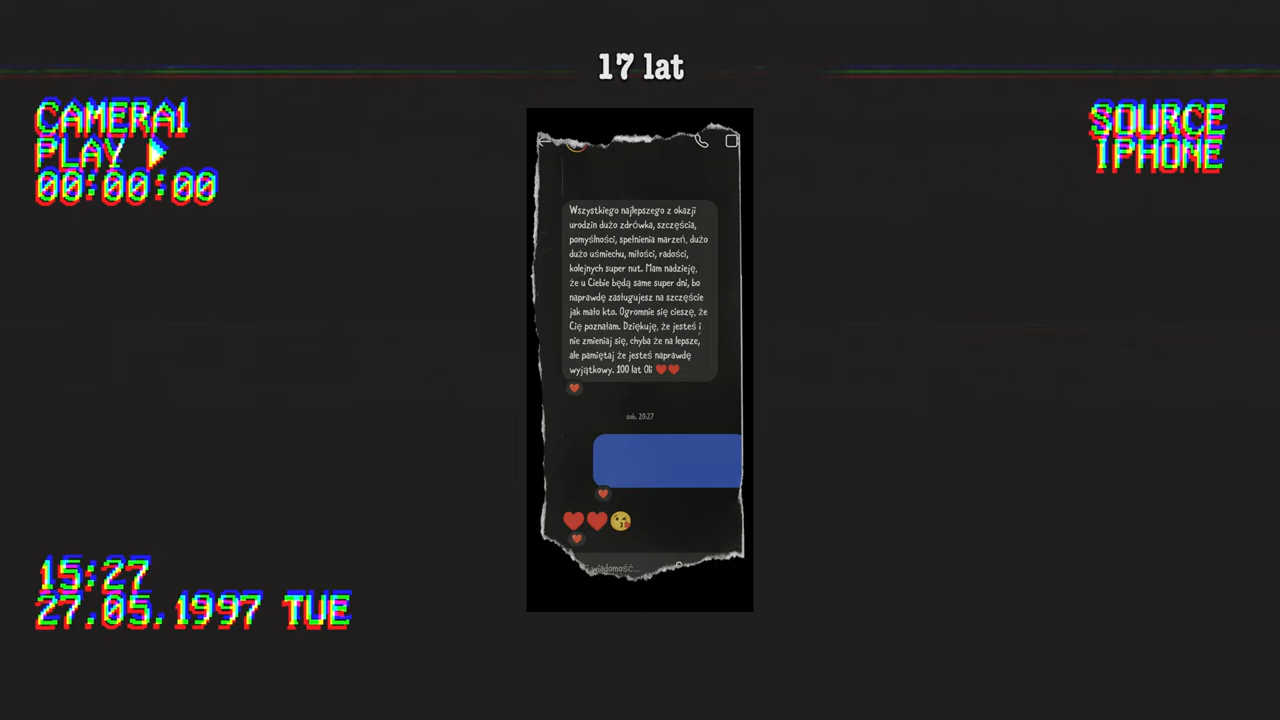 17 lat
CAMERA1
PLAY
00:00:00
SOURCE
IPHONE
Wszystkiego najlepszego z okazji
urodzin dużo zdrówka, szczęścia,
pomyślności, spełnienia marzeń, dużo
dużo uśmiechu, miłości, radości,
kolejnych super nut. Mam nadzieję,
że u Ciebie będą same super dni, bo
naprawdę zasługujesz na szczęście
jak mało kto. Ogromnie się cieszę, że
Cię poznałam. Dziękuję, że jesteś i
nie zmieniaj się, chyba że na lepsze,
ale pamiętaj że jesteś naprawdę
wyjątkowy. 100 lat Oli ❤️❤️
sob. 20:27
wiadomość...
15:27
27.05.1997 TUE